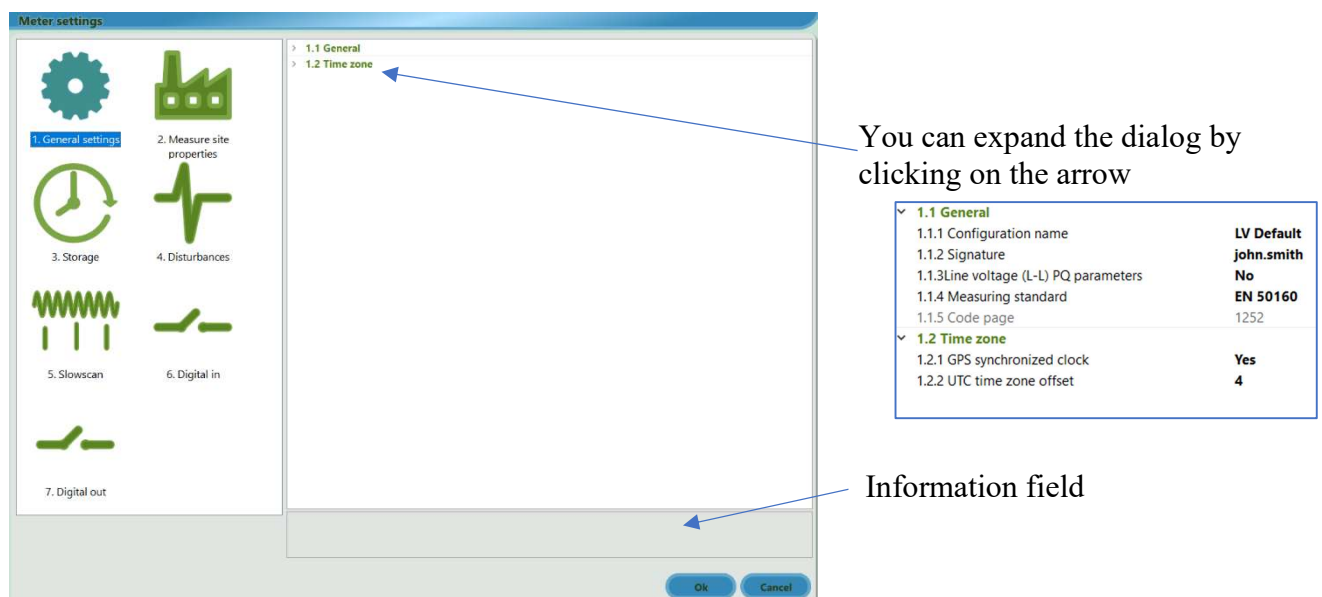 Meter settings
1. General settings
2. Measure site
properties
3. Storage
4. Disturbances
5. Slowscan
6. Digital in
7. Digital out
1.1 General
1.2 Time zone
Ok
Cancel
You can expand the dialog by
clicking on the arrow
1.1 General
1.1.1 Configuration name LV Default
1.1.2 Signature john.smith
1.1.3Line voltage (L-L) PQ parameters No
1.1.4 Measuring standard EN 50160
1.1.5 Code page 1252
1.2 Time zone
1.2.1 GPS synchronized clock Yes
1.2.2 UTC time zone offset 4
Information field